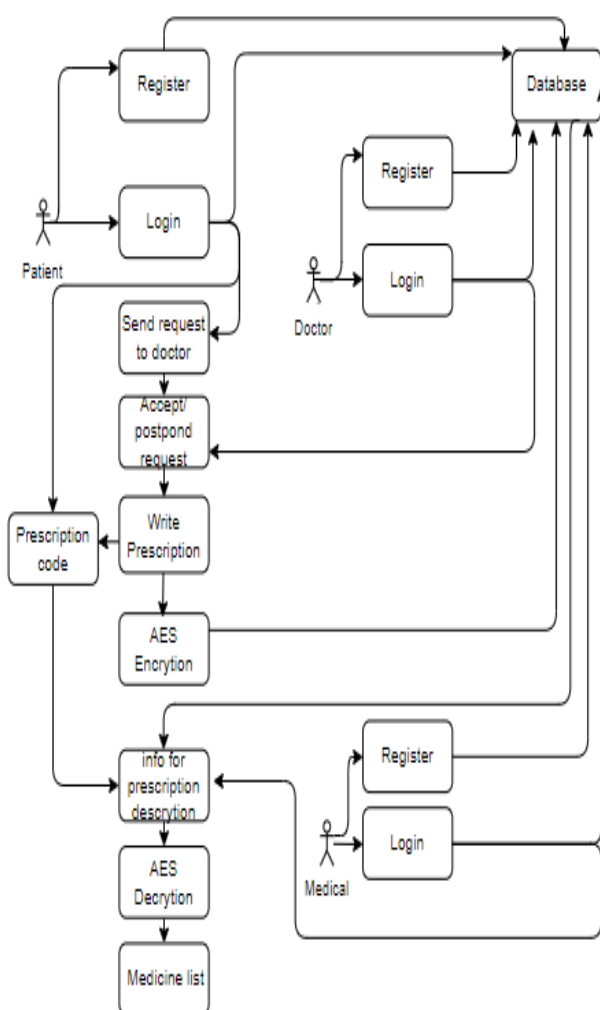 Register
Database
Register
Login
Patient
Login
Doctor
Send request
to doctor
Accept/
postpond
request
Write
Prescription
Prescription
code
AES
Encrytion
Register
info for
prescription
descrytion
Login
Medical
AES
Decrytion
Medicine list